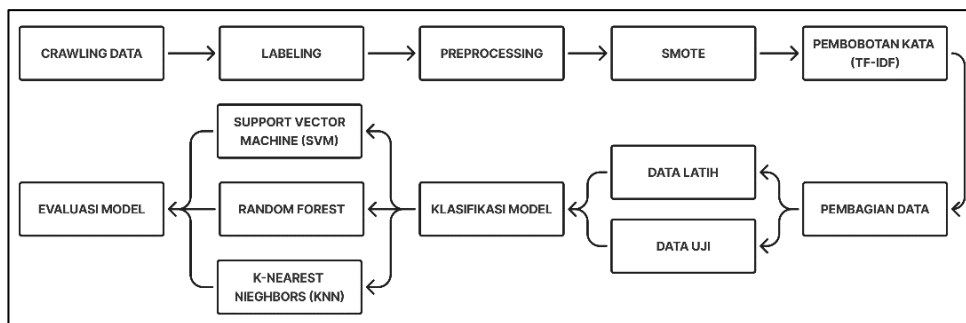 CRAWLING DATA
LABELING
PREPROCESSING
SMOTE
PEMBOBOTAN KATA
(TF-IDF)
PEMBAGIAN DATA
DATA LATIH
DATA UJI
KLASIFIKASI MODEL
SUPPORT VECTOR
MACHINE (SVM)
RANDOM FOREST
K-NEAREST
NIEGHBORS (KNN)
EVALUASI MODEL